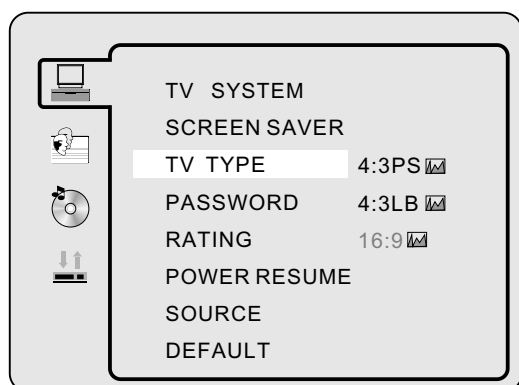 TV SYSTEM
SCREEN SAVER
TV TYPE 4:3PS
PASSWORD 4:3LB
RATING 16:9
POWER RESUME
SOURCE
DEFAULT